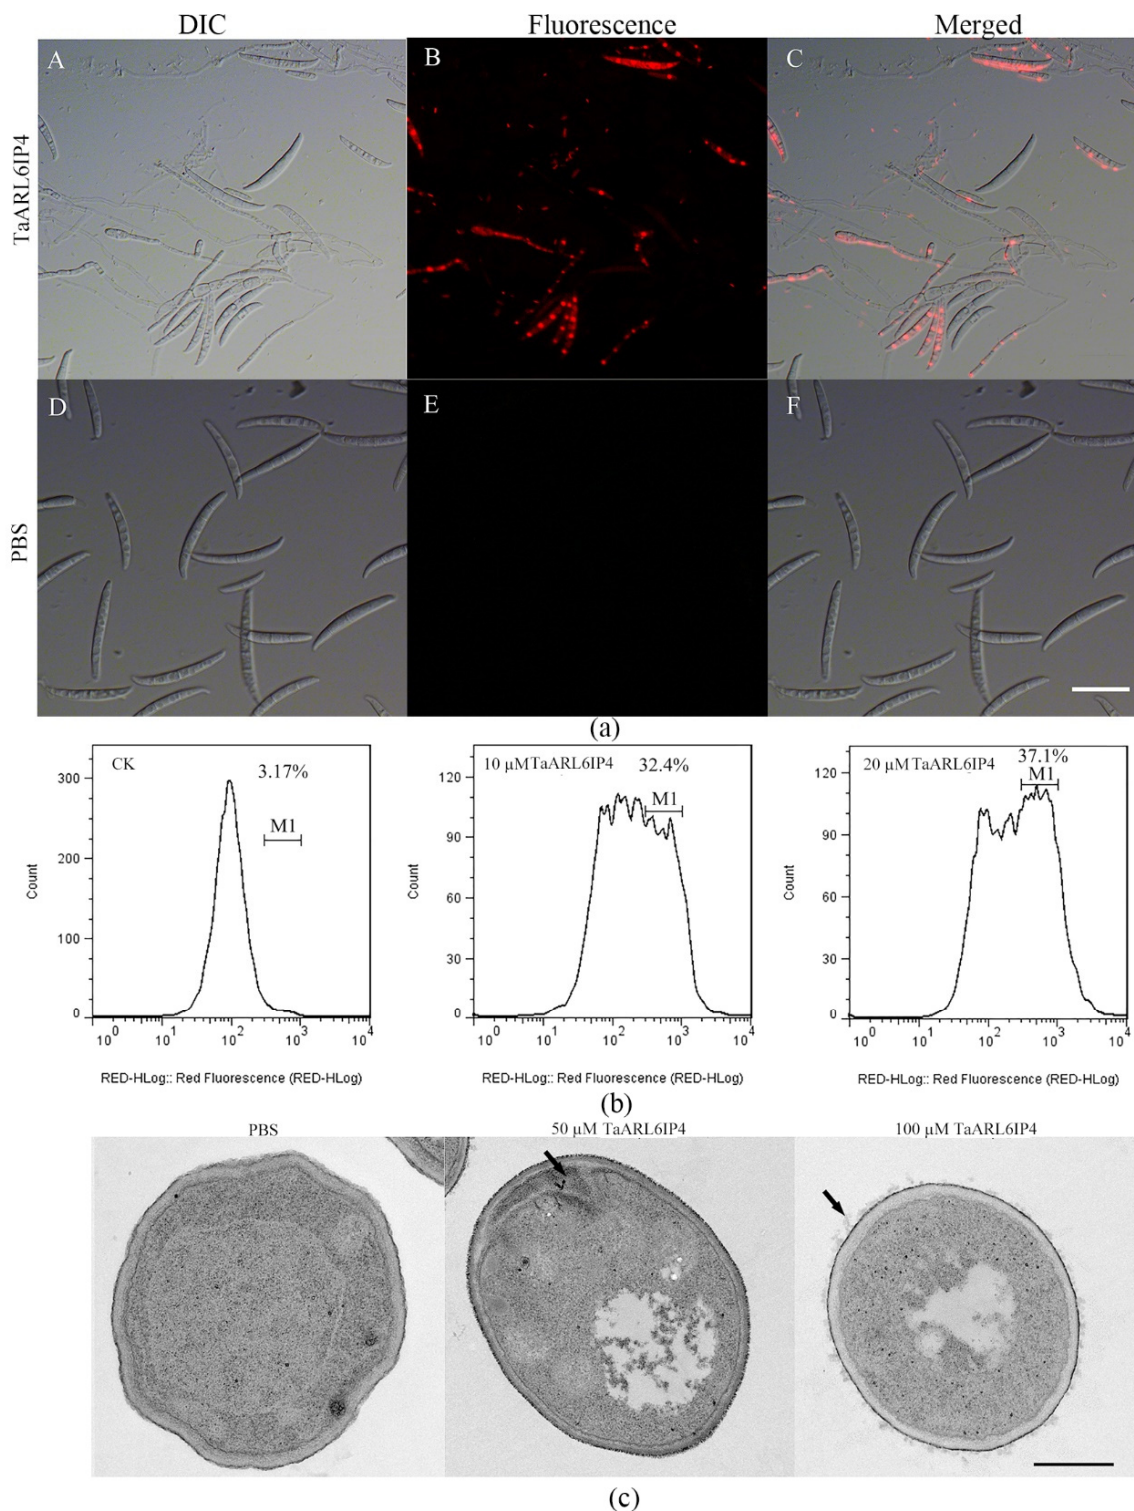 DIC Fluorescence Merged
TaARL6IP4
A B C
PBS
D E F
(a)
CK 3.17% M1
300
200
100
0
Count
10^0 10^1 10^2 10^3 10^4
RED-HLog:: Red Fluorescence (RED-HLog)
10 μM TaARL6IP4 32.4% M1
120
90
60
30
0
Count
10^0 10^1 10^2 10^3 10^4
RED-HLog:: Red Fluorescence (RED-HLog)
20 μM TaARL6IP4 37.1% M1
120
90
60
30
0
Count
10^0 10^1 10^2 10^3 10^4
RED-HLog:: Red Fluorescence (RED-HLog)
(b)
PBS 50 μM TaARL6IP4 100 μM TaARL6IP4
(c)